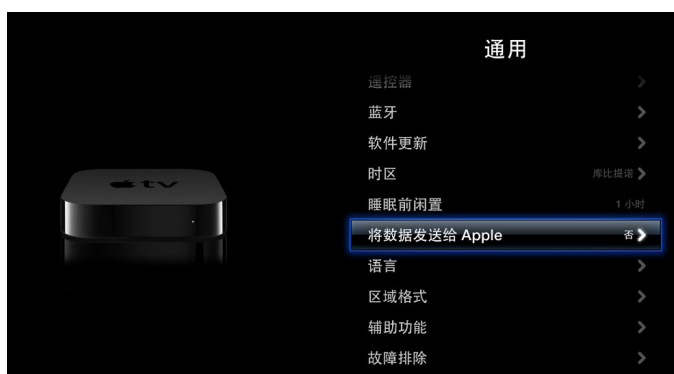 通用
遥控器
蓝牙
软件更新
时区 库比提诺
睡眠前闲置 1 小时
将数据发送给 Apple 否
语言
区域格式
辅助功能
故障排除
tv